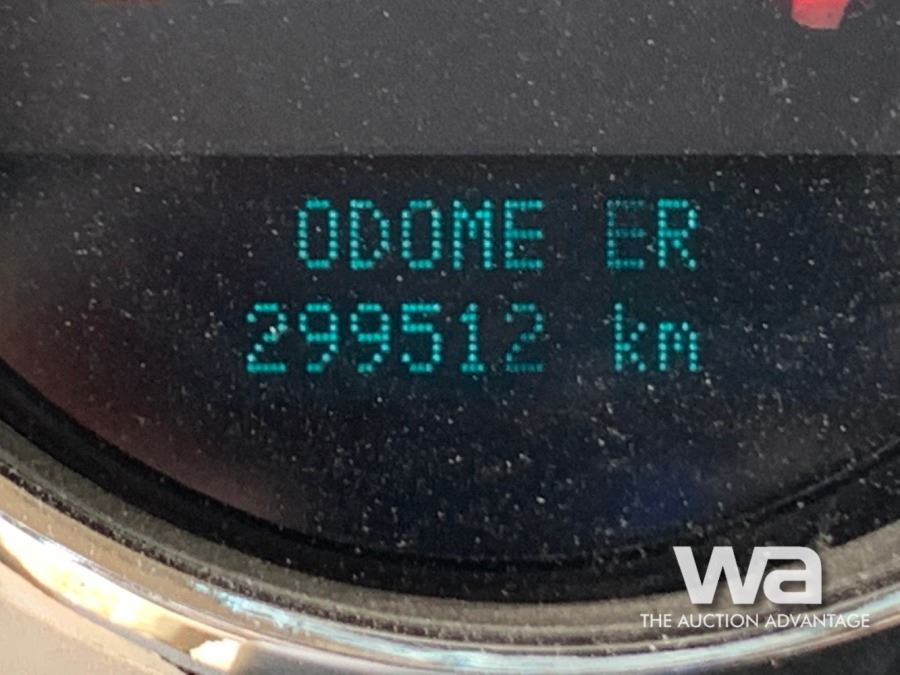 ODOME ER
299512 km
wa
THE AUCTION ADVANTAGE